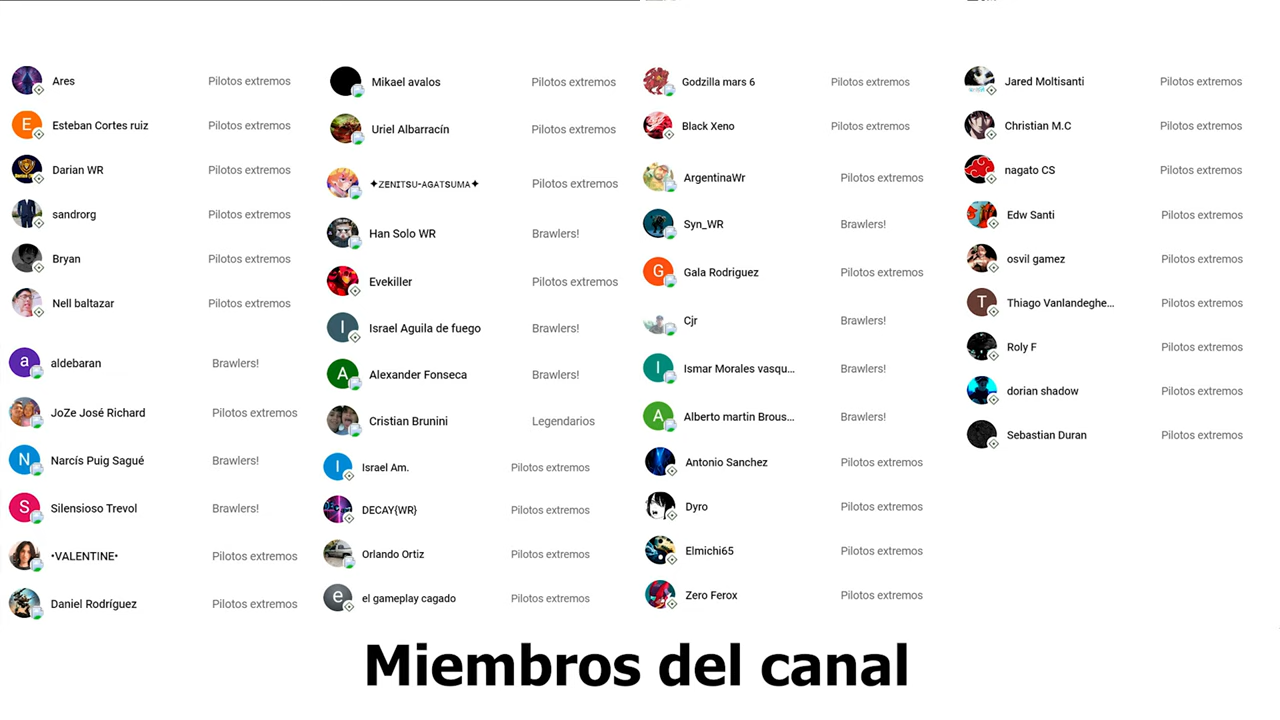 Ares Pilotos extremos
E Esteban Cortes ruiz Pilotos extremos
Darian WR Pilotos extremos
sandrorg Pilotos extremos
Bryan Pilotos extremos
Nell baltazar Pilotos extremos
a aldebaran Brawlers!
JoZe José Richard Pilotos extremos
N Narcís Puig Sagué Brawlers!
S Silensioso Trevol Brawlers!
•VALENTINE• Pilotos extremos
Daniel Rodríguez Pilotos extremos
Mikael avalos Pilotos extremos
Uriel Albarracín Pilotos extremos
✦ZENITSU-AGATSUMA✦ Pilotos extremos
Han Solo WR Brawlers!
Evekiller Pilotos extremos
I Israel Aguila de fuego Brawlers!
A Alexander Fonseca Brawlers!
Cristian Brunini Legendarios
I Israel Am. Pilotos extremos
DECAY{WR} Pilotos extremos
Orlando Ortiz Pilotos extremos
e el gameplay cagado Pilotos extremos
Godzilla mars 6 Pilotos extremos
Black Xeno Pilotos extremos
ArgentinaWr Pilotos extremos
Syn_WR Brawlers!
G Gala Rodriguez Pilotos extremos
Cjr Brawlers!
I Ismar Morales vasqu... Brawlers!
A Alberto martin Brous... Brawlers!
Antonio Sanchez Pilotos extremos
Dyro Pilotos extremos
Elmichi65 Pilotos extremos
Zero Ferox Pilotos extremos
Jared Moltisanti Pilotos extremos
Christian M.C Pilotos extremos
nagato CS Pilotos extremos
Edw Santi Pilotos extremos
osvil gamez Pilotos extremos
T Thiago Vanlandeghe... Pilotos extremos
Roly F Pilotos extremos
dorian shadow Pilotos extremos
Sebastian Duran Pilotos extremos
Miembros del canal